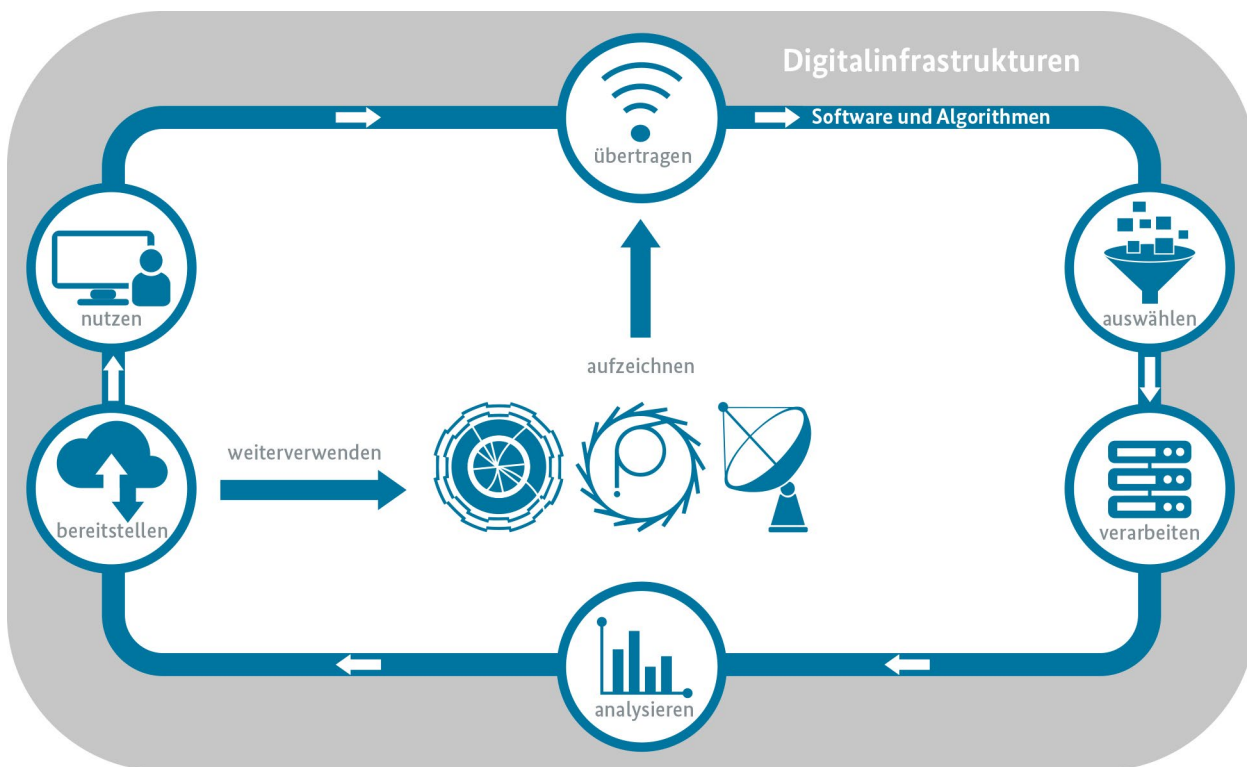 Digitalinfrastrukturen
Software und Algorithmen
übertragen
nutzen
auswählen
aufzeichnen
weiterverwenden
bereitstellen
verarbeiten
analysieren